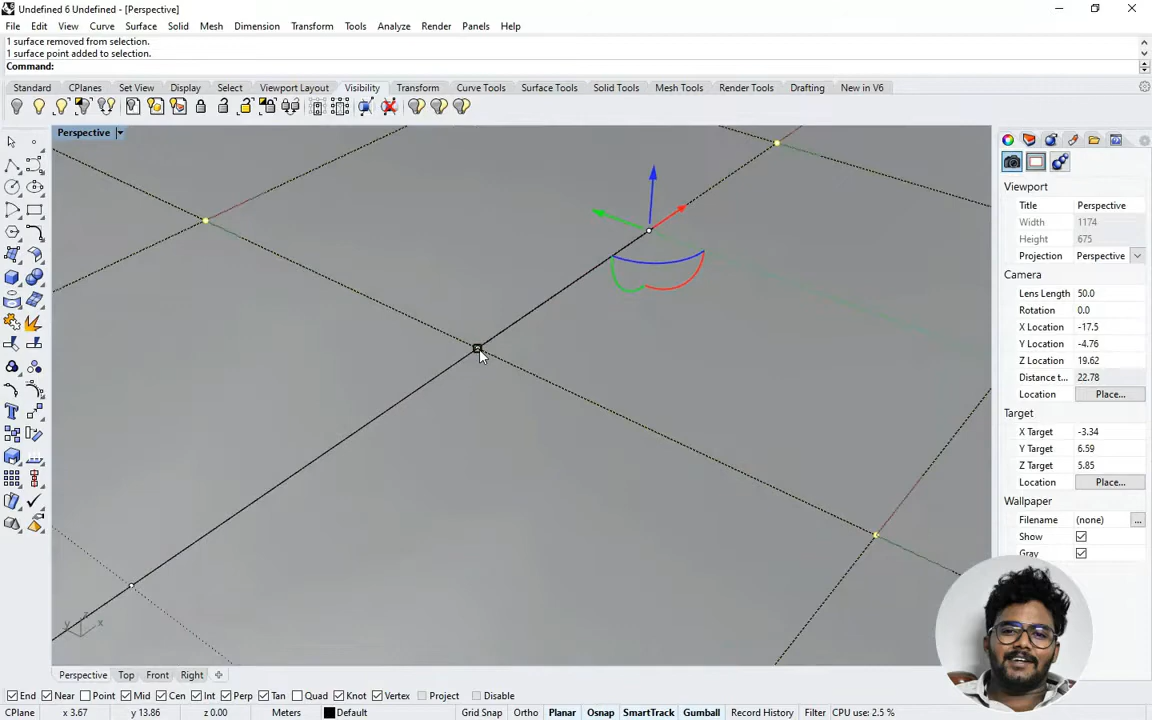 Undefined 6 Undefined - [Perspective]
File Edit View Curve Surface Solid Mesh Dimension Transform Tools Analyze Render Panels Help
1 surface removed from selection.
1 surface point added to selection.
Command:
Standard CPlanes Set View Display Select Viewport Layout Visibility Transform Curve Tools Surface Tools Solid Tools Mesh Tools Render Tools Drafting New in V6
Perspective
Viewport
Title Perspective
Width 1174
Height 675
Projection Perspective
Camera
Lens Length 50.0
Rotation 0.0
X Location -17.5
Y Location -4.76
Z Location 19.62
Distance t... 22.78
Location Place...
Target
X Target -3.34
Y Target 6.59
Z Target 5.85
Location Place...
Wallpaper
Filename (none) ...
Show
Gray
z
y x
Perspective Top Front Right
End Near Point Mid Cen Int Perp Tan Quad Knot Vertex Project Disable
CPlane x 3.67 y 13.86 z 0.00 Meters Default Grid Snap Ortho Planar Osnap SmartTrack Gumball Record History Filter CPU use: 2.5 %